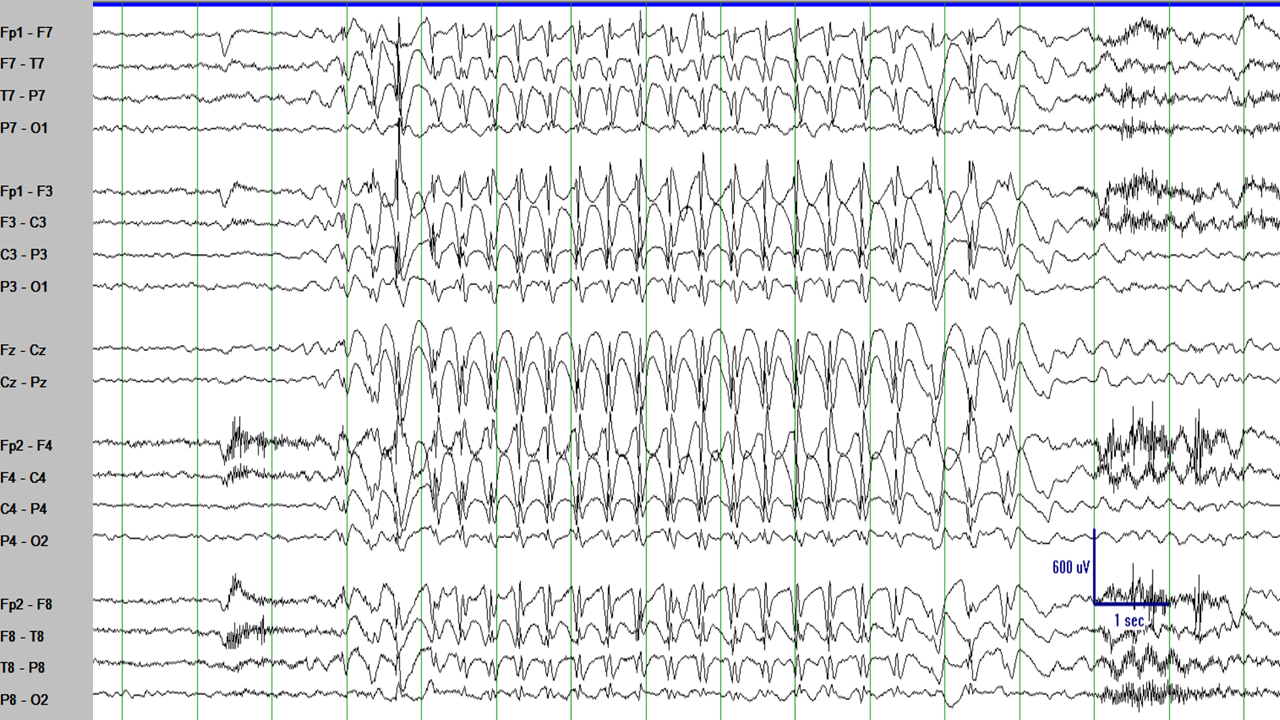 Fp1 - F7
F7 - T7
T7 - P7
P7 - O1
Fp1 - F3
F3 - C3
C3 - P3
P3 - O1
Fz - Cz
Cz - Pz
Fp2 - F4
F4 - C4
C4 - P4
P4 - O2
600 uV
Fp2 - F8
1 sec
F8 - T8
T8 - P8
P8 - O2